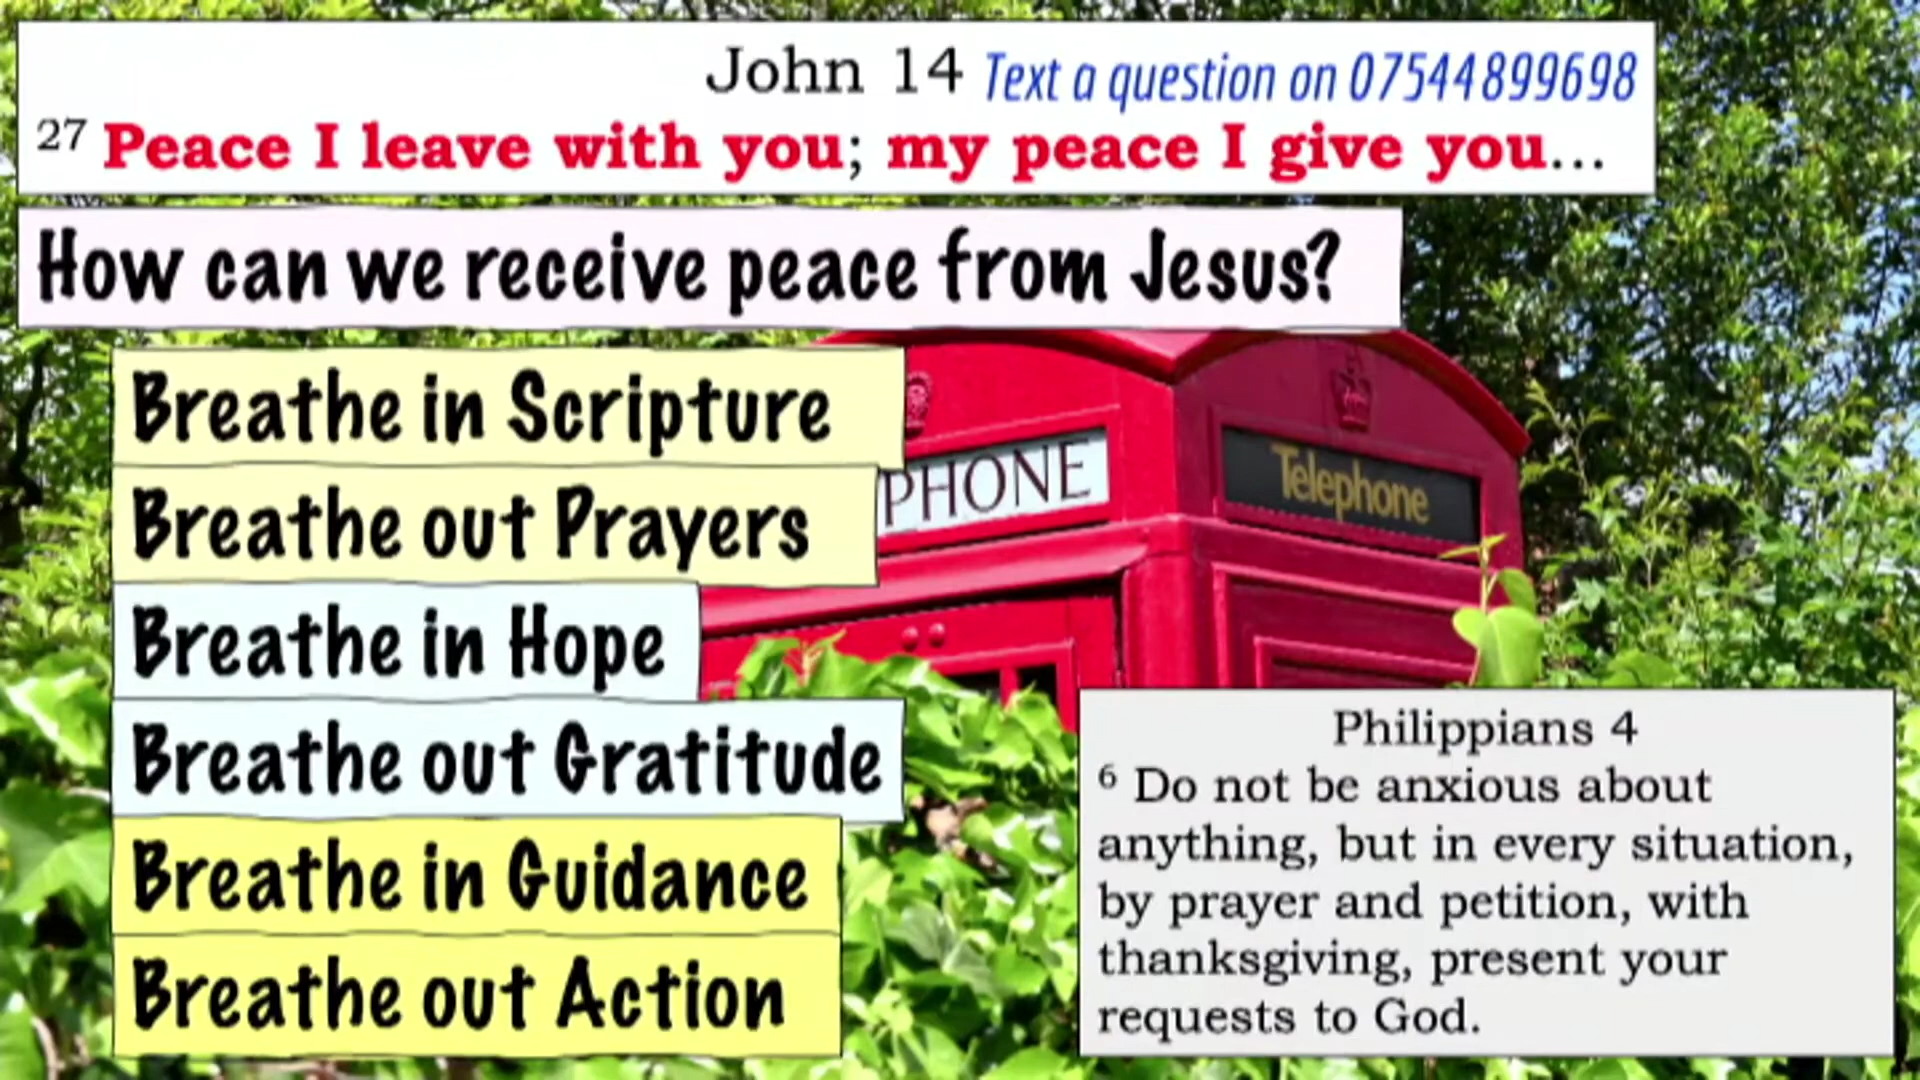 John 14 Text a question on 07544899698
27 Peace I leave with you; my peace I give you...
How can we receive peace from Jesus?
Breathe in Scripture
Breathe out Prayers
Breathe in Hope
Breathe out Gratitude
Breathe in Guidance
Breathe out Action
PHONE
Telephone
Philippians 4
6 Do not be anxious about
anything, but in every situation,
by prayer and petition, with
thanksgiving, present your
requests to God.